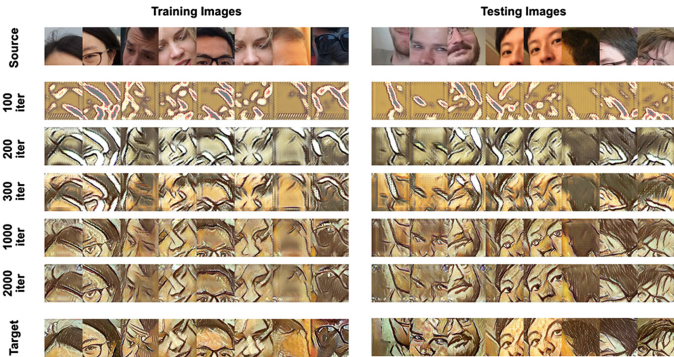 Training Images
Testing Images
Source
100
iter
200
iter
300
iter
1000
iter
2000
iter
Target